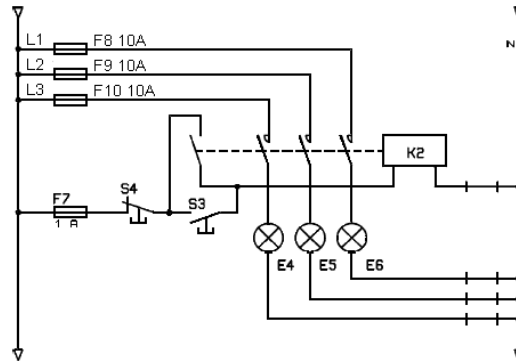 L1 F8 10A
L2 F9 10A
L3 F10 10A
N
K2
F7
1 A
S4
S3
E4 E5 E6